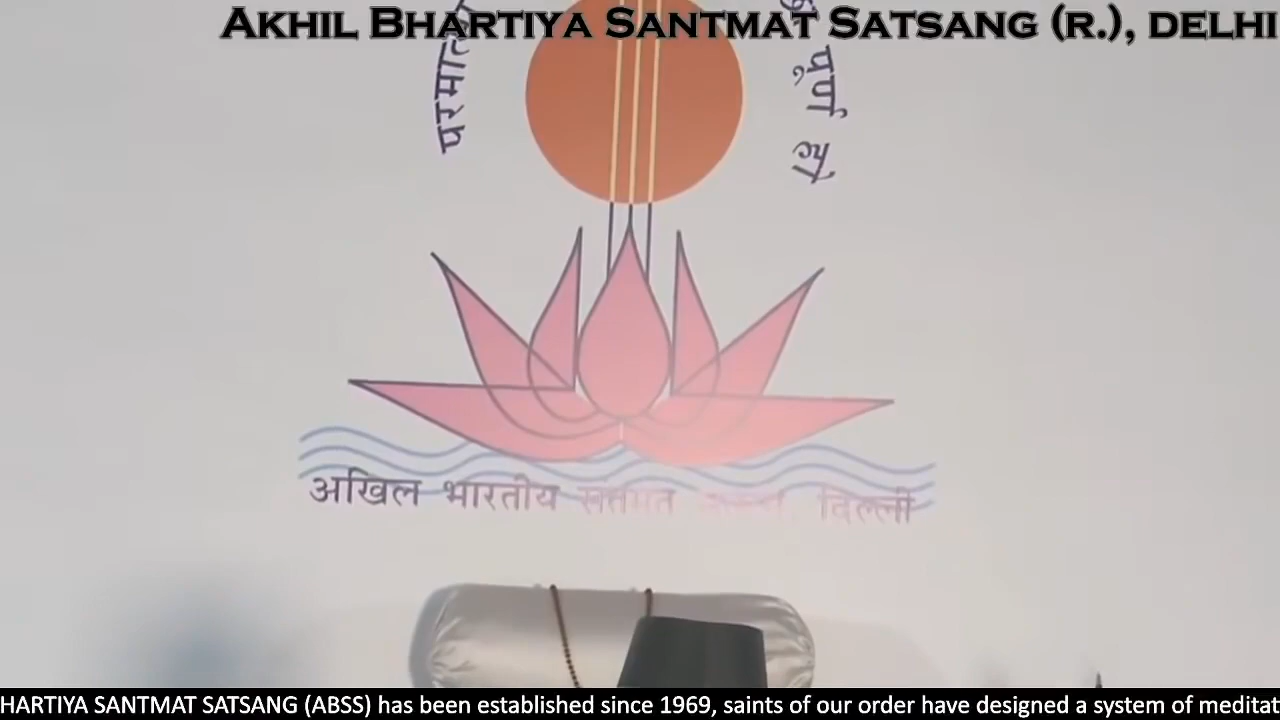 AKHIL BHARTIYA SANTMAT SATSANG (R.), DELHI
पूर्ण हो
अखिल भारतीय संतमत दिल्ली
HARTIYA SANTMAT SATSANG (ABSS) has been established since 1969, saints of our order have designed a system of meditat